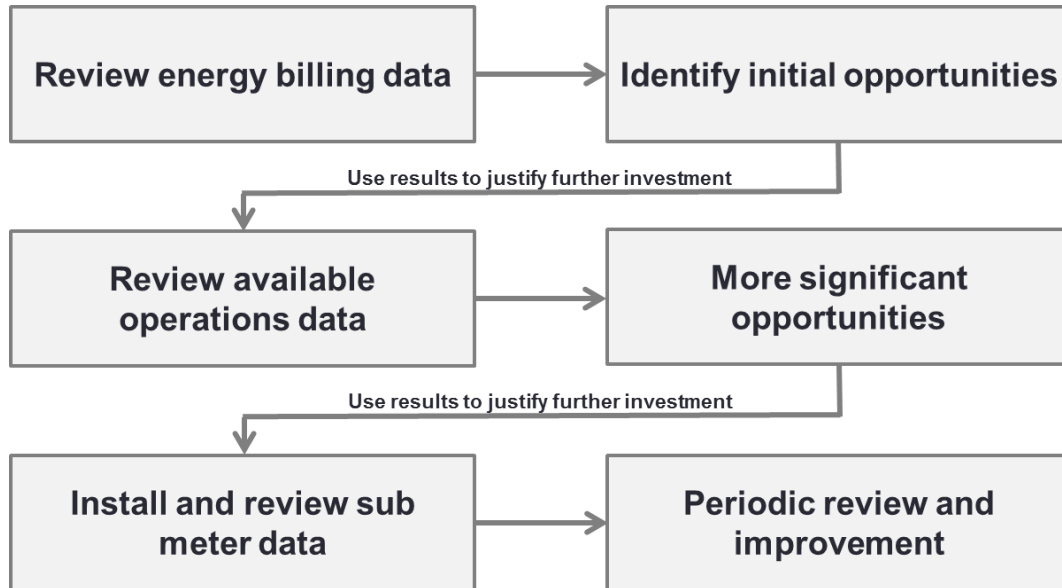 Review energy billing data
Identify initial opportunities
Use results to justify further investment
Review available
operations data
More significant
opportunities
Use results to justify further investment
Install and review sub
meter data
Periodic review and
improvement